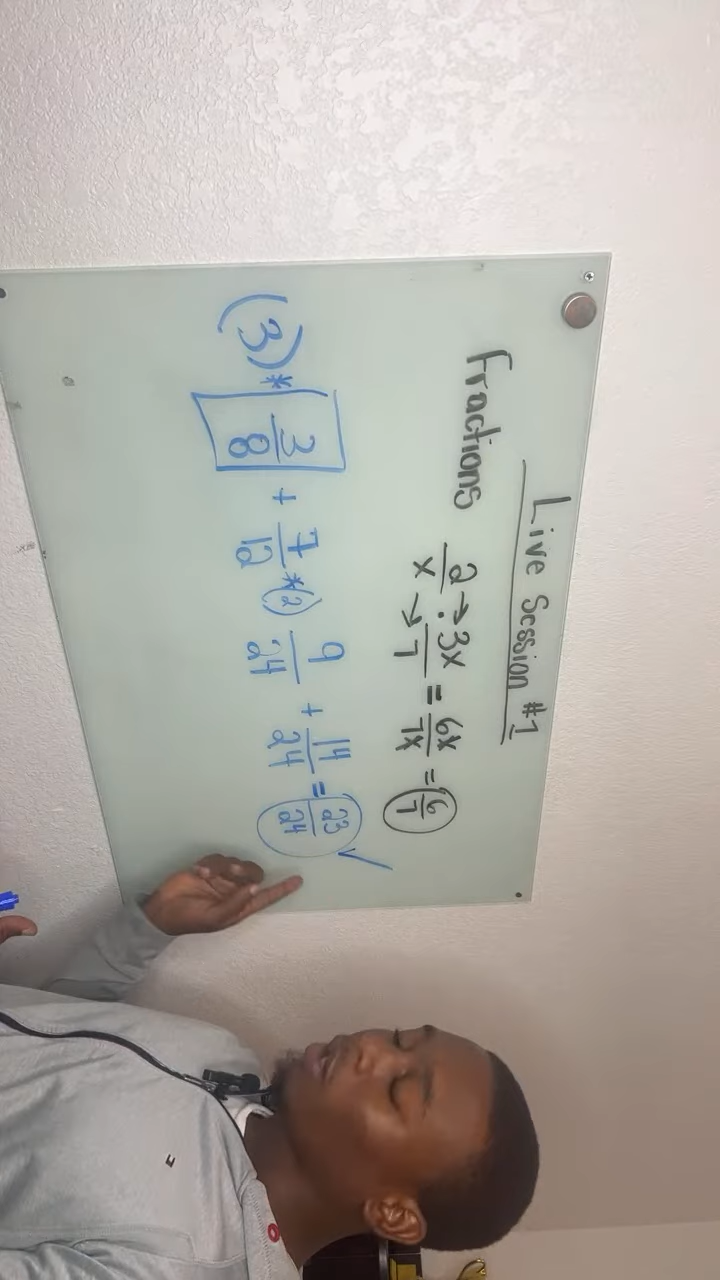 Live Session #1
Fractions 2/x · 3x/7 = 6x/7x = 6/7
(3)* 3/8 + 7/12 *(2) 9/24 + 14/24 = 23/24 ✓